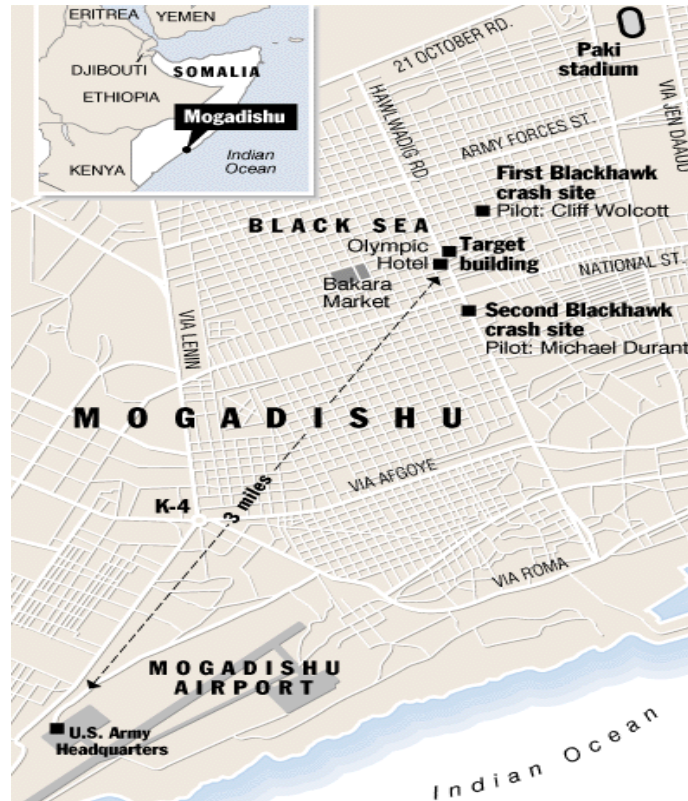 ERITREA
YEMEN
DJIBOUTI
SOMALIA
ETHIOPIA
Mogadishu
KENYA
Indian
Ocean
21 OCTOBER RD.
Paki
stadium
HAWLWADIG RD
VIA JEN DAAUD
ARMY FORCES ST.
First Blackhawk
crash site
Pilot: Cliff Wolcott
BLACK SEA
Olympic
Hotel
Target
building
Bakara
Market
NATIONAL ST.
VIA LENIN
Second Blackhawk
crash site
Pilot: Michael Durant
MOGADISHU
3 miles
VIA AFGOYE
K-4
VIA ROMA
MOGADISHU
AIRPORT
U.S. Army
Headquarters
Indian Ocean